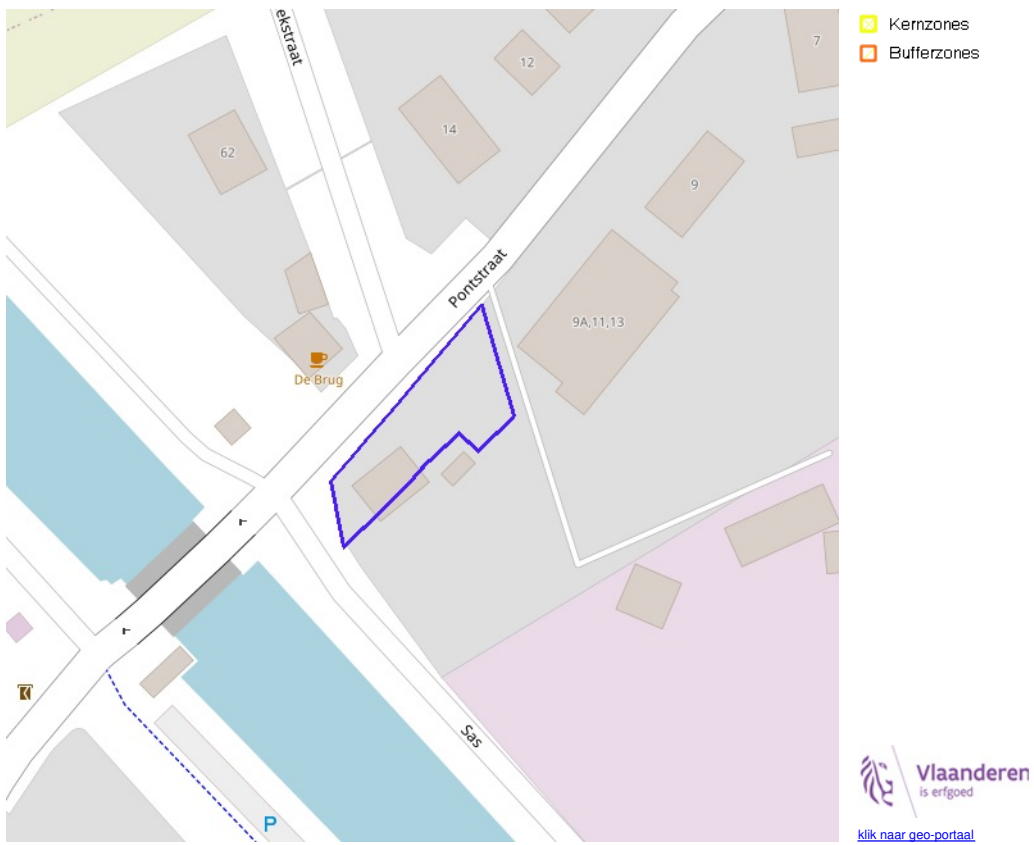 Kernzones
Bufferzones
ekstraat
7
12
14
62
9
Pontstraat
9A,11,13
De Brug
Sas
P
Vlaanderen
is erfgoed
klik naar geo-portaal